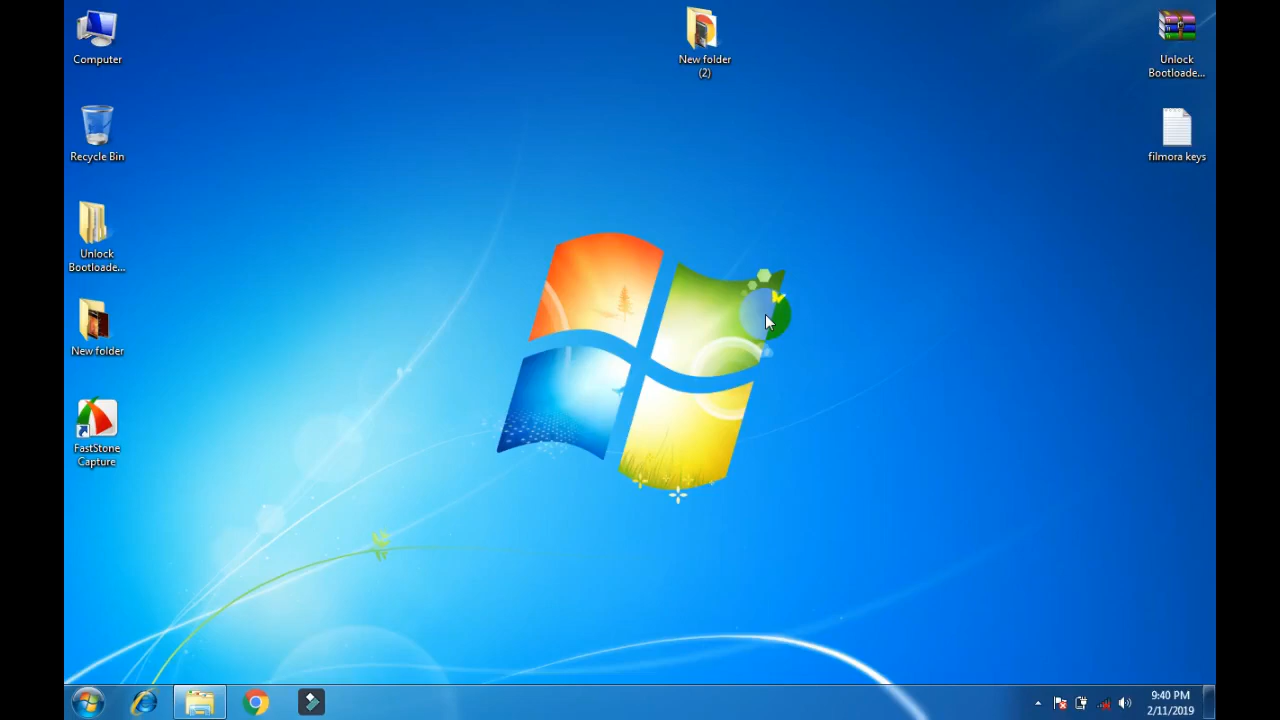 Computer
Recycle Bin
Unlock
Bootloade...
New folder
FastStone
Capture
New folder
(2)
Unlock
Bootloade...
filmora keys
9:40 PM
2/11/2019